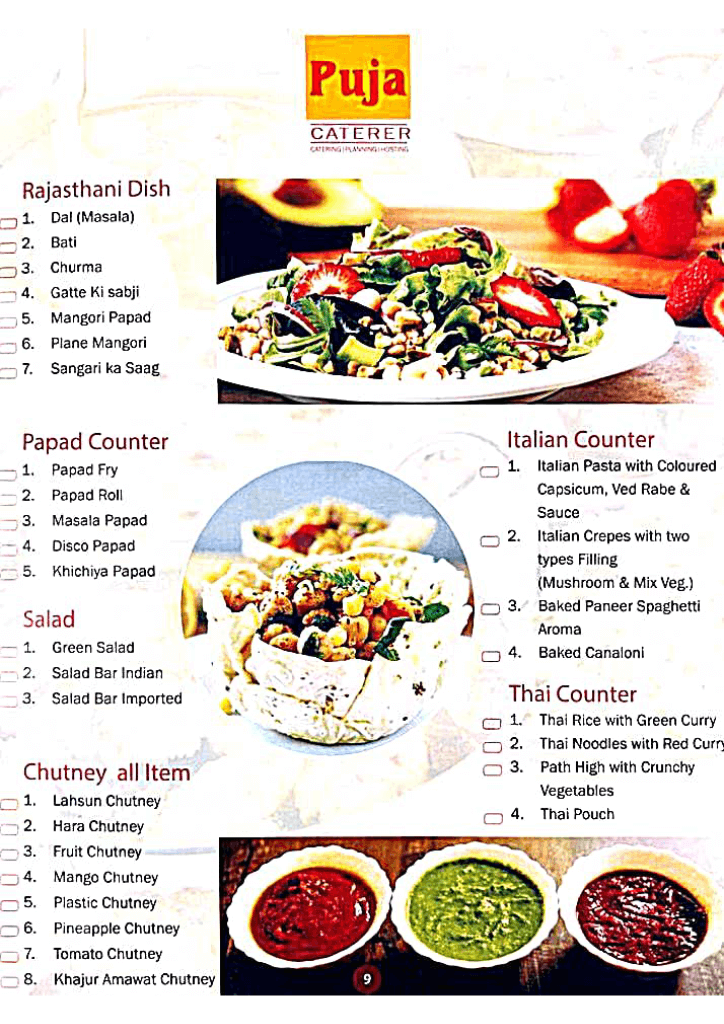 Puja
CATERER
CATERING | PLANNING | HOSTING
Rajasthani Dish
1. Dal (Masala)
2. Bati
3. Churma
4. Gatte Ki sabji
5. Mangori Papad
6. Plane Mangori
7. Sangari ka Saag
Papad Counter
1. Papad Fry
2. Papad Roll
3. Masala Papad
4. Disco Papad
5. Khichiya Papad
Salad
1. Green Salad
2. Salad Bar Indian
3. Salad Bar Imported
Chutney all Item
1. Lahsun Chutney
2. Hara Chutney
3. Fruit Chutney
4. Mango Chutney
5. Plastic Chutney
6. Pineapple Chutney
7. Tomato Chutney
8. Khajur Amawat Chutney
Italian Counter
1. Italian Pasta with Coloured
Capsicum, Ved Rabe &
Sauce
2. Italian Crepes with two
types Filling
(Mushroom & Mix Veg.)
3. Baked Paneer Spaghetti
Aroma
4. Baked Canaloni
Thai Counter
1. Thai Rice with Green Curry
2. Thai Noodles with Red Curry
3. Path High with Crunchy
Vegetables
4. Thai Pouch
9